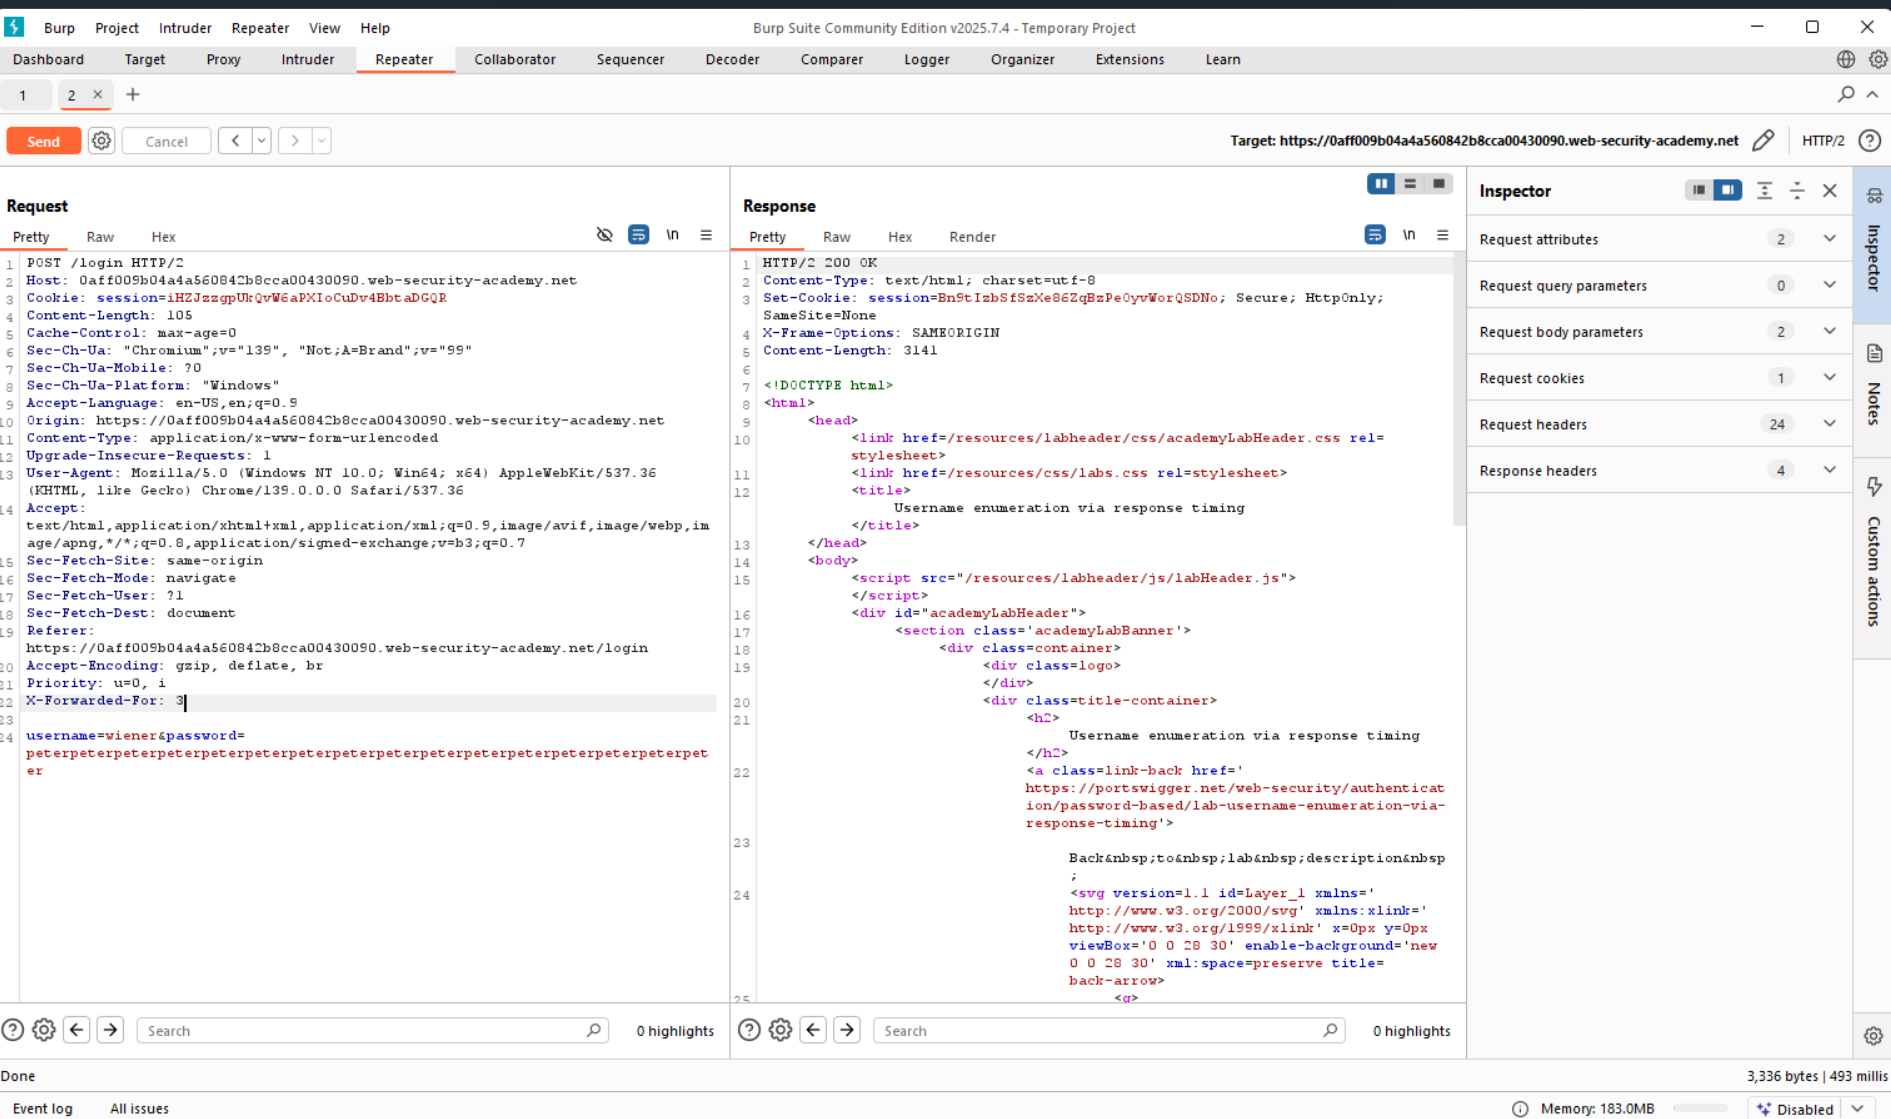 Burp Project Intruder Repeater View Help Burp Suite Community Edition v2025.7.4 - Temporary Project
Dashboard Target Proxy Intruder Repeater Collaborator Sequencer Decoder Comparer Logger Organizer Extensions Learn
1 2 × +
Send Cancel < > Target: https://0aff009b04a4a560842b8cca00430090.web-security-academy.net HTTP/2
Request
Pretty Raw Hex \n
1 POST /login HTTP/2
2 Host: 0aff009b04a4a560842b8cca00430090.web-security-academy.net
3 Cookie: session=iHZJzzgpUkQvW6aPXIoCuDv4BbtaDGQR
4 Content-Length: 105
5 Cache-Control: max-age=0
6 Sec-Ch-Ua: "Chromium";v="139", "Not;A=Brand";v="99"
7 Sec-Ch-Ua-Mobile: ?0
8 Sec-Ch-Ua-Platform: "Windows"
9 Accept-Language: en-US,en;q=0.9
10 Origin: https://0aff009b04a4a560842b8cca00430090.web-security-academy.net
11 Content-Type: application/x-www-form-urlencoded
12 Upgrade-Insecure-Requests: 1
13 User-Agent: Mozilla/5.0 (Windows NT 10.0; Win64; x64) AppleWebKit/537.36
(KHTML, like Gecko) Chrome/139.0.0.0 Safari/537.36
14 Accept:
text/html,application/xhtml+xml,application/xml;q=0.9,image/avif,image/webp,im
age/apng,*/*;q=0.8,application/signed-exchange;v=b3;q=0.7
15 Sec-Fetch-Site: same-origin
16 Sec-Fetch-Mode: navigate
17 Sec-Fetch-User: ?1
18 Sec-Fetch-Dest: document
19 Referer:
https://0aff009b04a4a560842b8cca00430090.web-security-academy.net/login
20 Accept-Encoding: gzip, deflate, br
21 Priority: u=0, i
22 X-Forwarded-For: 3
23
24 username=wiener&password=
peterpeterpeterpeterpeterpeterpeterpeterpeterpeterpeterpeterpeterpeterpeterpet
er
Response
Pretty Raw Hex Render \n
1 HTTP/2 200 OK
2 Content-Type: text/html; charset=utf-8
3 Set-Cookie: session=Bn9tIzbSfSzXe86ZqBzPe0yvWorQSDNo; Secure; HttpOnly;
SameSite=None
4 X-Frame-Options: SAMEORIGIN
5 Content-Length: 3141
6
7 <!DOCTYPE html>
8 <html>
9 <head>
10 <link href=/resources/labheader/css/academyLabHeader.css rel=
stylesheet>
11 <link href=/resources/css/labs.css rel=stylesheet>
12 <title>
Username enumeration via response timing
</title>
13 </head>
14 <body>
15 <script src="/resources/labheader/js/labHeader.js">
</script>
16 <div id="academyLabHeader">
17 <section class='academyLabBanner'>
18 <div class=container>
19 <div class=logo>
</div>
20 <div class=title-container>
21 <h2>
Username enumeration via response timing
</h2>
22 <a class=link-back href='
https://portswigger.net/web-security/authenticat
ion/password-based/lab-username-enumeration-via-
response-timing'>
23
Back&nbsp;to&nbsp;lab&nbsp;description&nbsp
;
24 <svg version=1.1 id=Layer_1 xmlns='
http://www.w3.org/2000/svg' xmlns:xlink='
http://www.w3.org/1999/xlink' x=0px y=0px
viewBox='0 0 28 30' enable-background='new
0 0 28 30' xml:space=preserve title=
back-arrow>
25 <g>
Inspector
Request attributes 2
Request query parameters 0
Request body parameters 2
Request cookies 1
Request headers 24
Response headers 4
Inspector
Notes
Custom actions
Search 0 highlights
Search 0 highlights
Done 3,336 bytes | 493 millis
Event log All issues Memory: 183.0MB Disabled